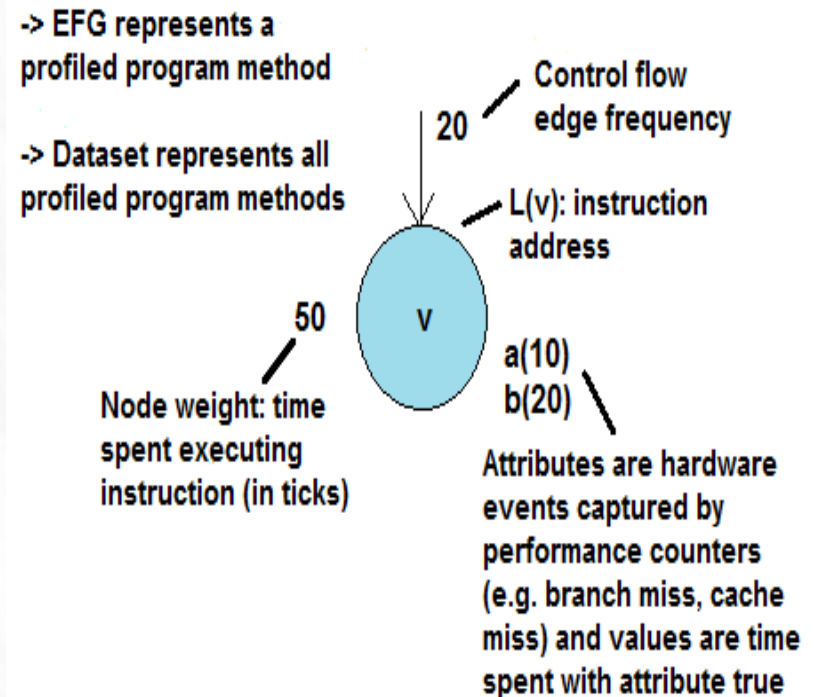 -> EFG represents a
profiled program method
-> Dataset represents all
profiled program methods
20
Control flow
edge frequency
L(v): instruction
address
50
v
a(10)
b(20)
Node weight: time
spent executing
instruction (in ticks)
Attributes are hardware
events captured by
performance counters
(e.g. branch miss, cache
miss) and values are time
spent with attribute true